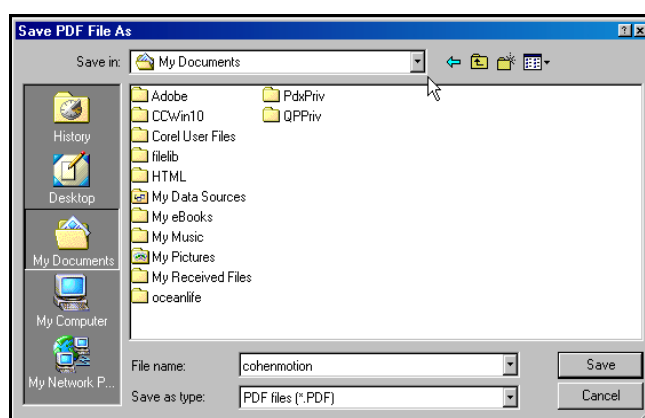 Save PDF File As
Save in: My Documents
History
Desktop
My Documents
My Computer
My Network P...
Adobe
CCWin10
Corel User Files
filelib
HTML
My Data Sources
My eBooks
My Music
My Pictures
My Received Files
oceanlife
PdxPriv
QPPriv
File name: cohenmotion
Save
Save as type: PDF files (*.PDF)
Cancel